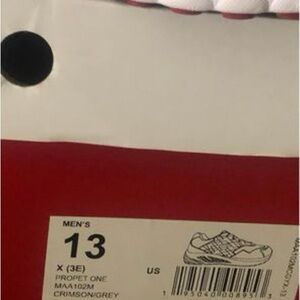 MEN'S
13
X (3E)
PROPET ONE
MAA102M
CRIMSON/GREY
US